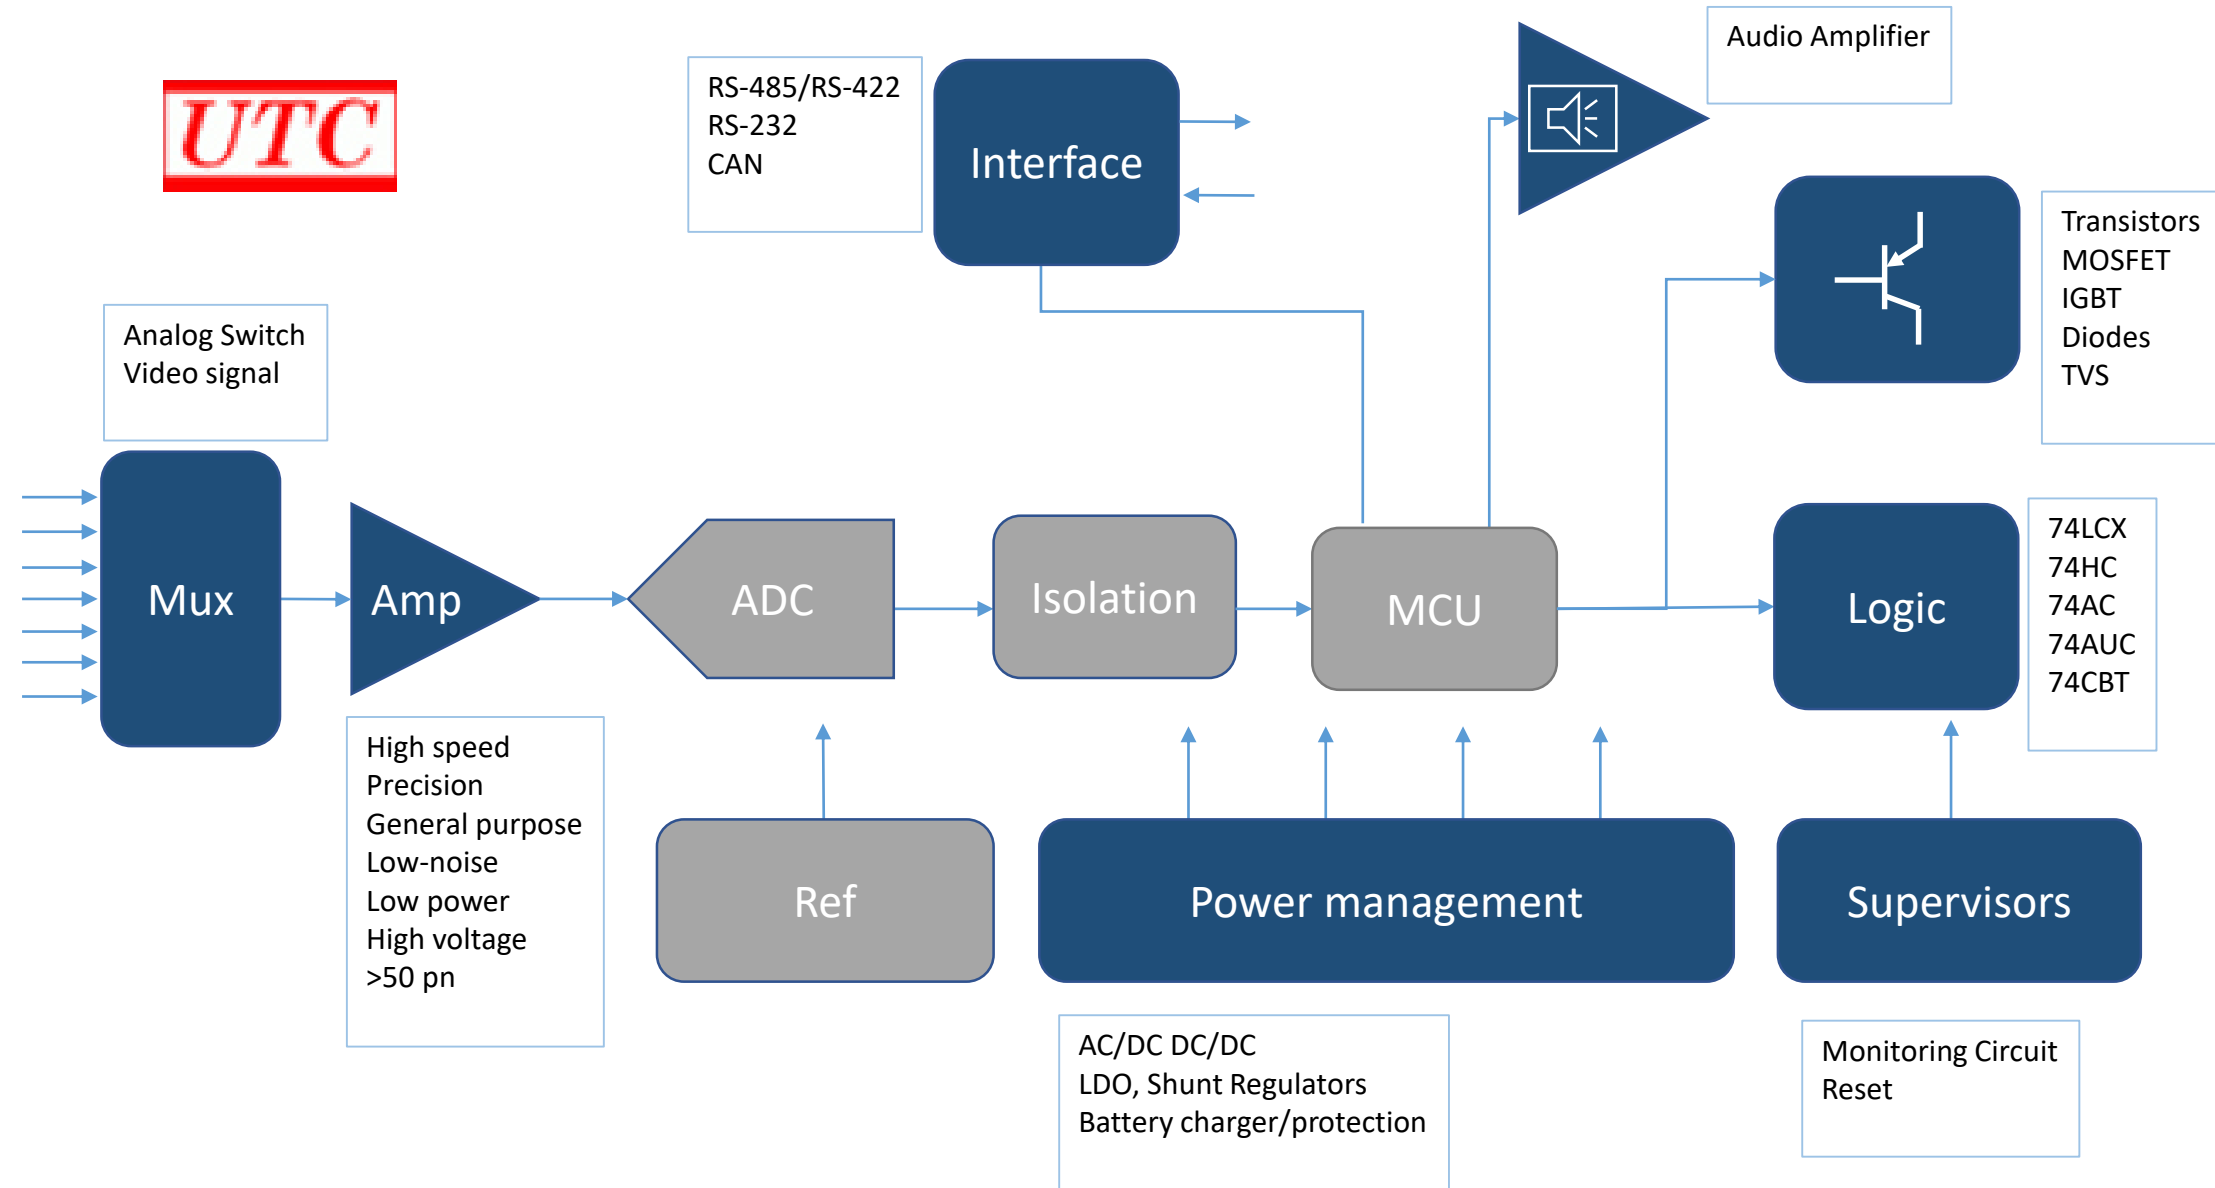 UTC
RS-485/RS-422
RS-232
CAN
Interface
Audio Amplifier
Transistors
MOSFET
IGBT
Diodes
TVS
Analog Switch
Video signal
Mux
Amp
ADC
Isolation
MCU
Logic
74LCX
74HC
74AC
74AUC
74CBT
High speed
Precision
General purpose
Low-noise
Low power
High voltage
>50 pn
Ref
Power management
Supervisors
AC/DC DC/DC
LDO, Shunt Regulators
Battery charger/protection
Monitoring Circuit
Reset